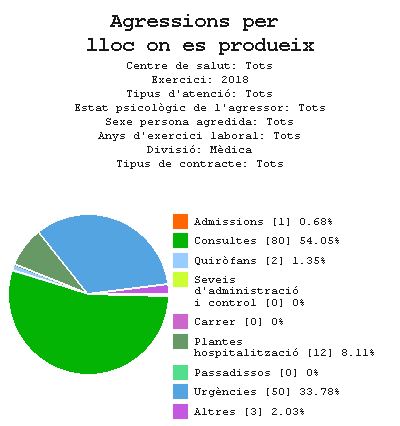 Agressions per
lloc on es produeix
Centre de salut: Tots
Exercici: 2018
Tipus d'atenció: Tots
Estat psicològic de l'agressor: Tots
Sexe persona agredida: Tots
Anys d'exercici laboral: Tots
Divisió: Mèdica
Tipus de contracte: Tots
Admissions [1] 0.68%
Consultes [80] 54.05%
Quiròfans [2] 1.35%
Seveis
d'administració
i control [0] 0%
Carrer [0] 0%
Plantes
hospitalització [12] 8.11%
Passadissos [0] 0%
Urgències [50] 33.78%
Altres [3] 2.03%